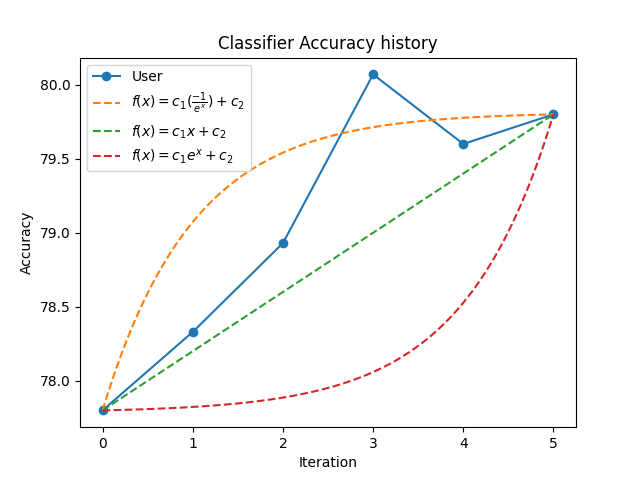 Classifier Accuracy history
User
f(x) = c₁(−1/eˣ) + c₂
f(x) = c₁x + c₂
f(x) = c₁eˣ + c₂
80.0
79.5
79.0
78.5
78.0
Accuracy
0 1 2 3 4 5
Iteration